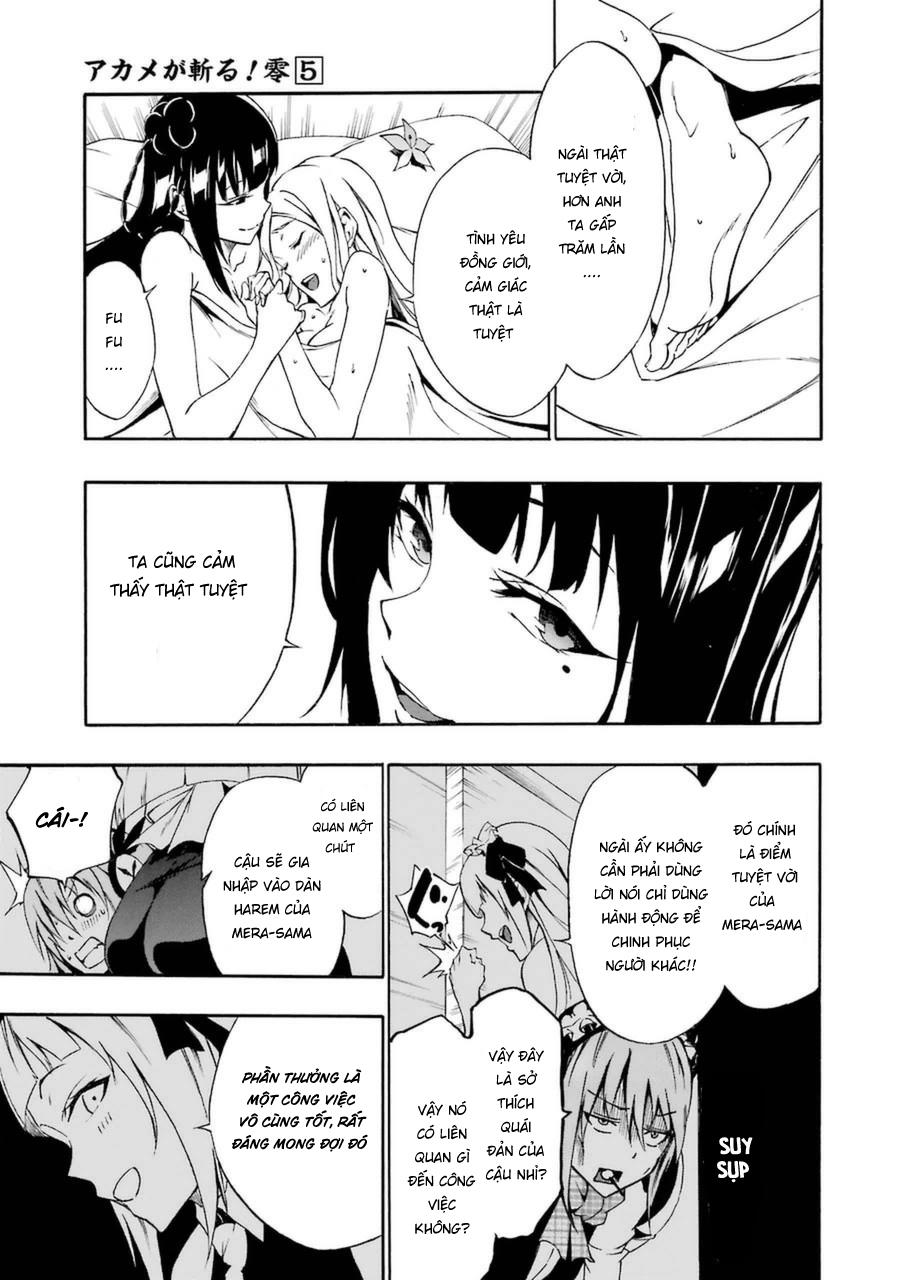 アカメが斬る!零5
NGÀI THẬT
TUYỆT VỜI,
HƠN ANH
TA GẤP
TRĂM LẦN
....
TÌNH YÊU
ĐỒNG GIỚI,
CẢM GIÁC
THẬT LÀ
TUYỆT
FU
FU
....
TA CŨNG CẢM
THẤY THẬT TUYỆT
ĐÓ CHÍNH
LÀ ĐIỂM
TUYỆT VỜI
CỦA
MERA-SAMA
NGÀI ẤY KHÔNG
CẦN PHẢI DÙNG
LỜI NÓI CHỈ DÙNG
HÀNH ĐỘNG ĐỂ
CHINH PHỤC
NGƯỜI KHÁC!!
SUY
SỤP
VẬY ĐÂY
LÀ SỞ
THÍCH
QUÁI
ĐẢN CỦA
CẬU NHỈ?
VẬY NÓ
CÓ LIÊN
QUAN GÌ
ĐẾN CÔNG
VIỆC
KHÔNG?
CÓ LIÊN
QUAN MỘT
CHÚT
CẬU SẼ GIA
NHẬP VÀO DÀN
HAREM CỦA
MERA-SAMA
CÁI-!
PHẦN THƯỞNG LÀ
MỘT CÔNG VIỆC
VÔ CÙNG TỐT, RẤT
ĐÁNG MONG ĐỢI ĐÓ